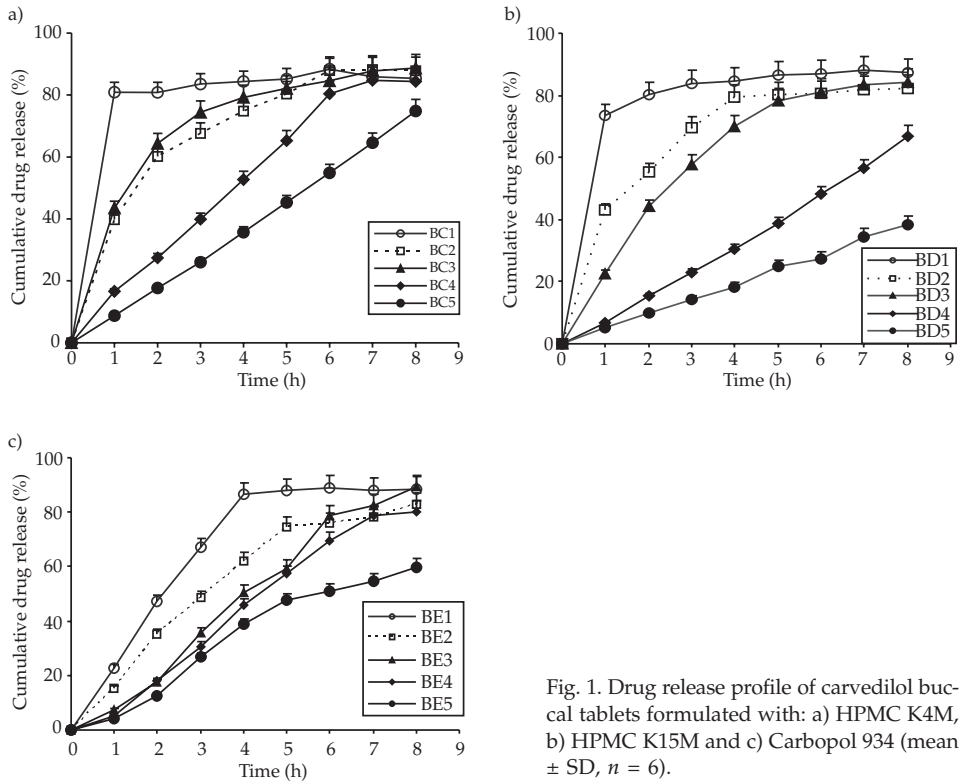 a)
100
80
60
40
20
0
Cumulative drug release (%)
BC1
BC2
BC3
BC4
BC5
0 1 2 3 4 5 6 7 8 9
Time (h)
b)
100
80
60
40
20
0
Cumulative drug release (%)
BD1
BD2
BD3
BD4
BD5
0 1 2 3 4 5 6 7 8 9
Time (h)
c)
100
80
60
40
20
0
Cumulative drug release (%)
BE1
BE2
BE3
BE4
BE5
0 1 2 3 4 5 6 7 8 9
Time (h)
Fig. 1. Drug release profile of carvedilol buc-
cal tablets formulated with: a) HPMC K4M,
b) HPMC K15M and c) Carbopol 934 (mean
± SD, n = 6).